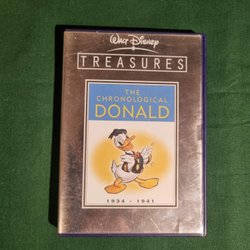 WALT DISNEY
TREASURES
THE
CHRONOLOGICAL
DONALD
1934 - 1941